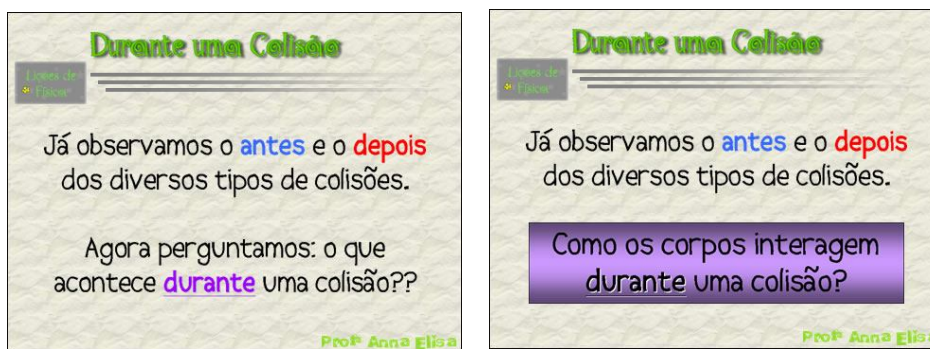 Durante uma Colisão
Lições de
Física
Já observamos o antes e o depois
dos diversos tipos de colisões.
Agora perguntamos: o que
acontece durante uma colisão??
Profª Anna Elisa
Durante uma Colisão
Lições de
Física
Já observamos o antes e o depois
dos diversos tipos de colisões.
Como os corpos interagem
durante uma colisão?
Profª Anna Elis